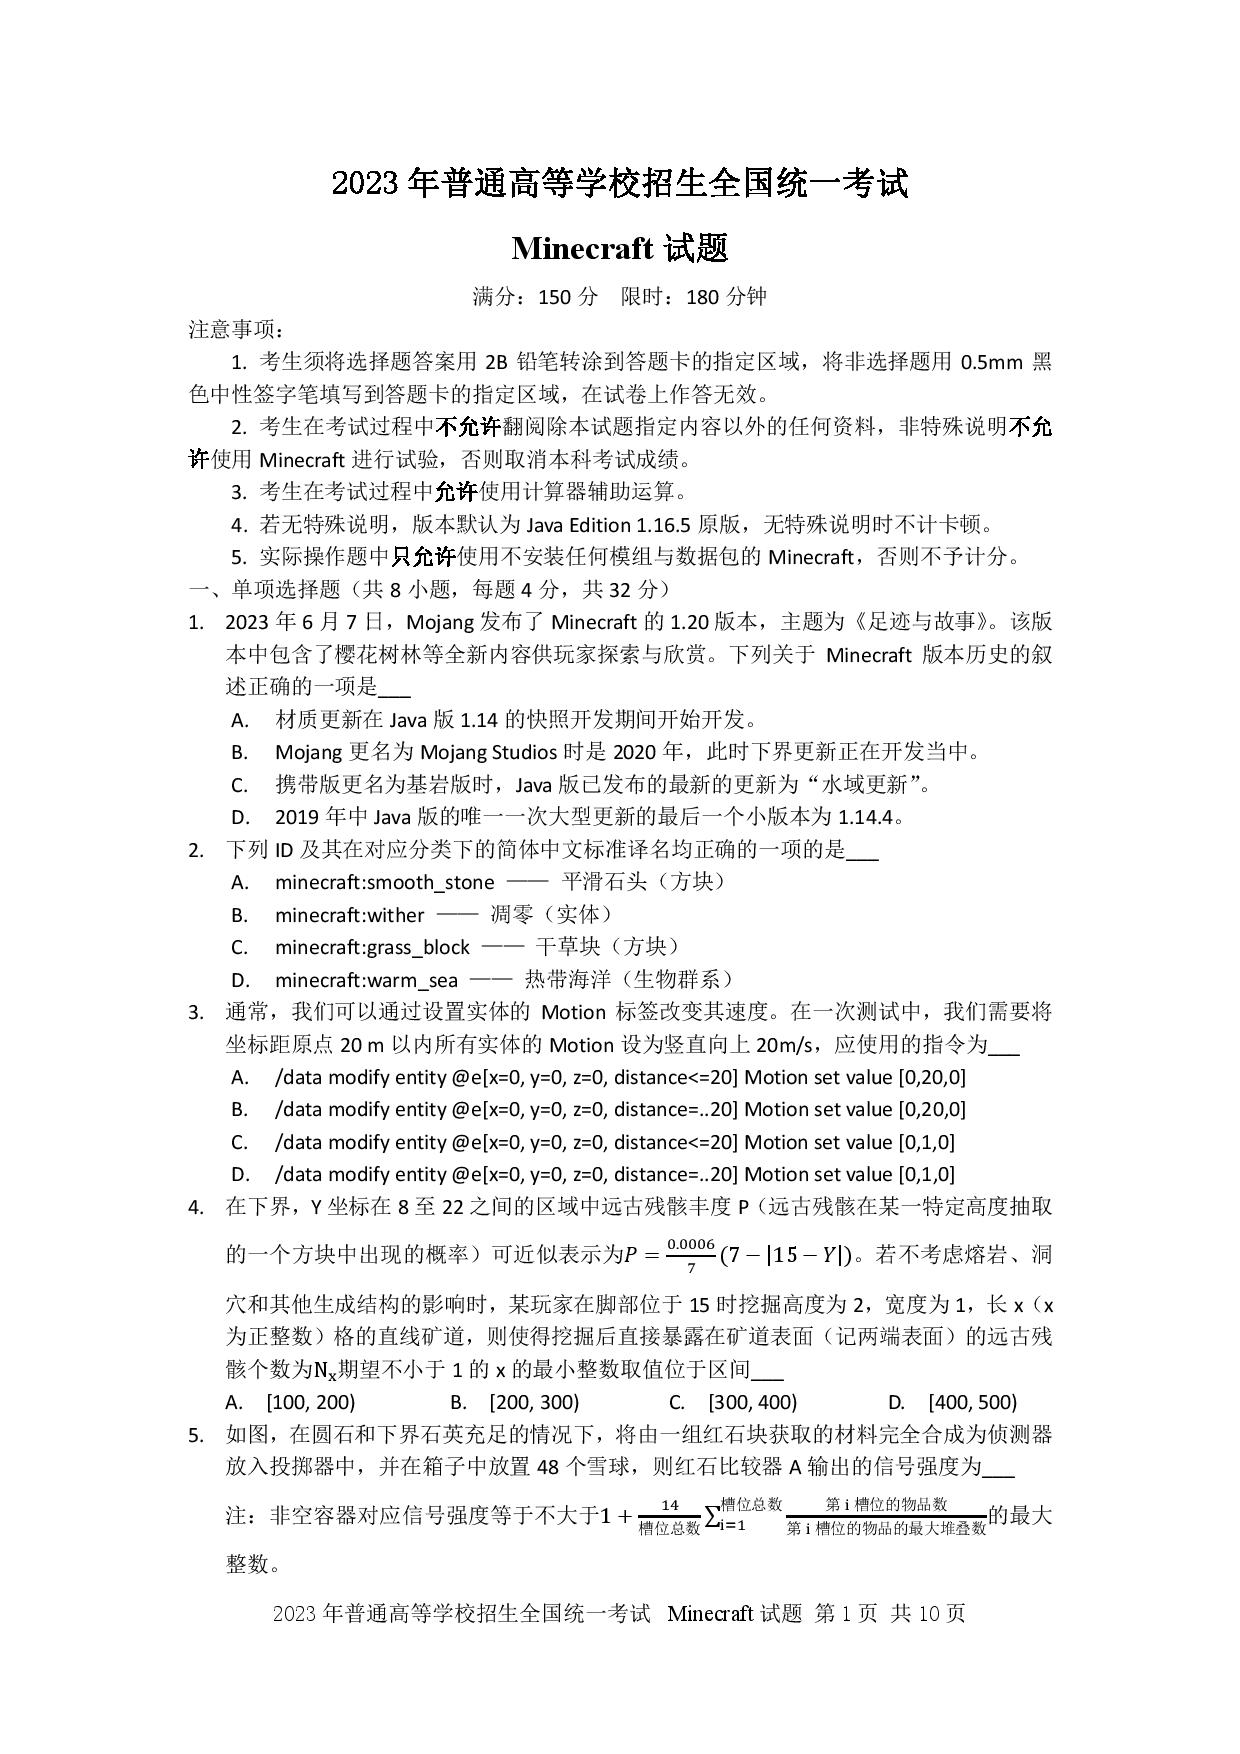 2023 年普通高等学校招生全国统一考试
Minecraft 试题
满分：150 分　限时：180 分钟
注意事项：
1. 考生须将选择题答案用 2B 铅笔转涂到答题卡的指定区域，将非选择题用 0.5mm 黑
色中性签字笔填写到答题卡的指定区域，在试卷上作答无效。
2. 考生在考试过程中不允许翻阅除本试题指定内容以外的任何资料，非特殊说明不允
许使用 Minecraft 进行试验，否则取消本科考试成绩。
3. 考生在考试过程中允许使用计算器辅助运算。
4. 若无特殊说明，版本默认为 Java Edition 1.16.5 原版，无特殊说明时不计卡顿。
5. 实际操作题中只允许使用不安装任何模组与数据包的 Minecraft，否则不予计分。
一、单项选择题（共 8 小题，每题 4 分，共 32 分）
1. 2023 年 6 月 7 日，Mojang 发布了 Minecraft 的 1.20 版本，主题为《足迹与故事》。该版
本中包含了樱花树林等全新内容供玩家探索与欣赏。下列关于 Minecraft 版本历史的叙
述正确的一项是___
A. 材质更新在 Java 版 1.14 的快照开发期间开始开发。
B. Mojang 更名为 Mojang Studios 时是 2020 年，此时下界更新正在开发当中。
C. 携带版更名为基岩版时，Java 版已发布的最新的更新为“水域更新”。
D. 2019 年中 Java 版的唯一一次大型更新的最后一个小版本为 1.14.4。
2. 下列 ID 及其在对应分类下的简体中文标准译名均正确的一项的是___
A. minecraft:smooth_stone —— 平滑石头（方块）
B. minecraft:wither —— 凋零（实体）
C. minecraft:grass_block —— 干草块（方块）
D. minecraft:warm_sea —— 热带海洋（生物群系）
3. 通常，我们可以通过设置实体的 Motion 标签改变其速度。在一次测试中，我们需要将
坐标距原点 20 m 以内所有实体的 Motion 设为竖直向上 20m/s，应使用的指令为___
A. /data modify entity @e[x=0, y=0, z=0, distance<=20] Motion set value [0,20,0]
B. /data modify entity @e[x=0, y=0, z=0, distance=..20] Motion set value [0,20,0]
C. /data modify entity @e[x=0, y=0, z=0, distance<=20] Motion set value [0,1,0]
D. /data modify entity @e[x=0, y=0, z=0, distance=..20] Motion set value [0,1,0]
4. 在下界，Y 坐标在 8 至 22 之间的区域中远古残骸丰度 P（远古残骸在某一特定高度抽取
的一个方块中出现的概率）可近似表示为$P=\frac{0.0006}{7}(7-|15-Y|)$。若不考虑熔岩、洞
穴和其他生成结构的影响时，某玩家在脚部位于 15 时挖掘高度为 2，宽度为 1，长 x（x
为正整数）格的直线矿道，则使得挖掘后直接暴露在矿道表面（记两端表面）的远古残
骸个数为$N_x$期望不小于 1 的 x 的最小整数取值位于区间___
A. [100, 200) B. [200, 300) C. [300, 400) D. [400, 500)
5. 如图，在圆石和下界石英充足的情况下，将由一组红石块获取的材料完全合成为侦测器
放入投掷器中，并在箱子中放置 48 个雪球，则红石比较器 A 输出的信号强度为___
注：非空容器对应信号强度等于不大于$1+\frac{14}{槽位总数}\sum_{i=1}^{槽位总数}\frac{第 i 槽位的物品数}{第 i 槽位的物品的最大堆叠数}$的最大
整数。
2023 年普通高等学校招生全国统一考试 Minecraft 试题 第 1 页 共 10 页